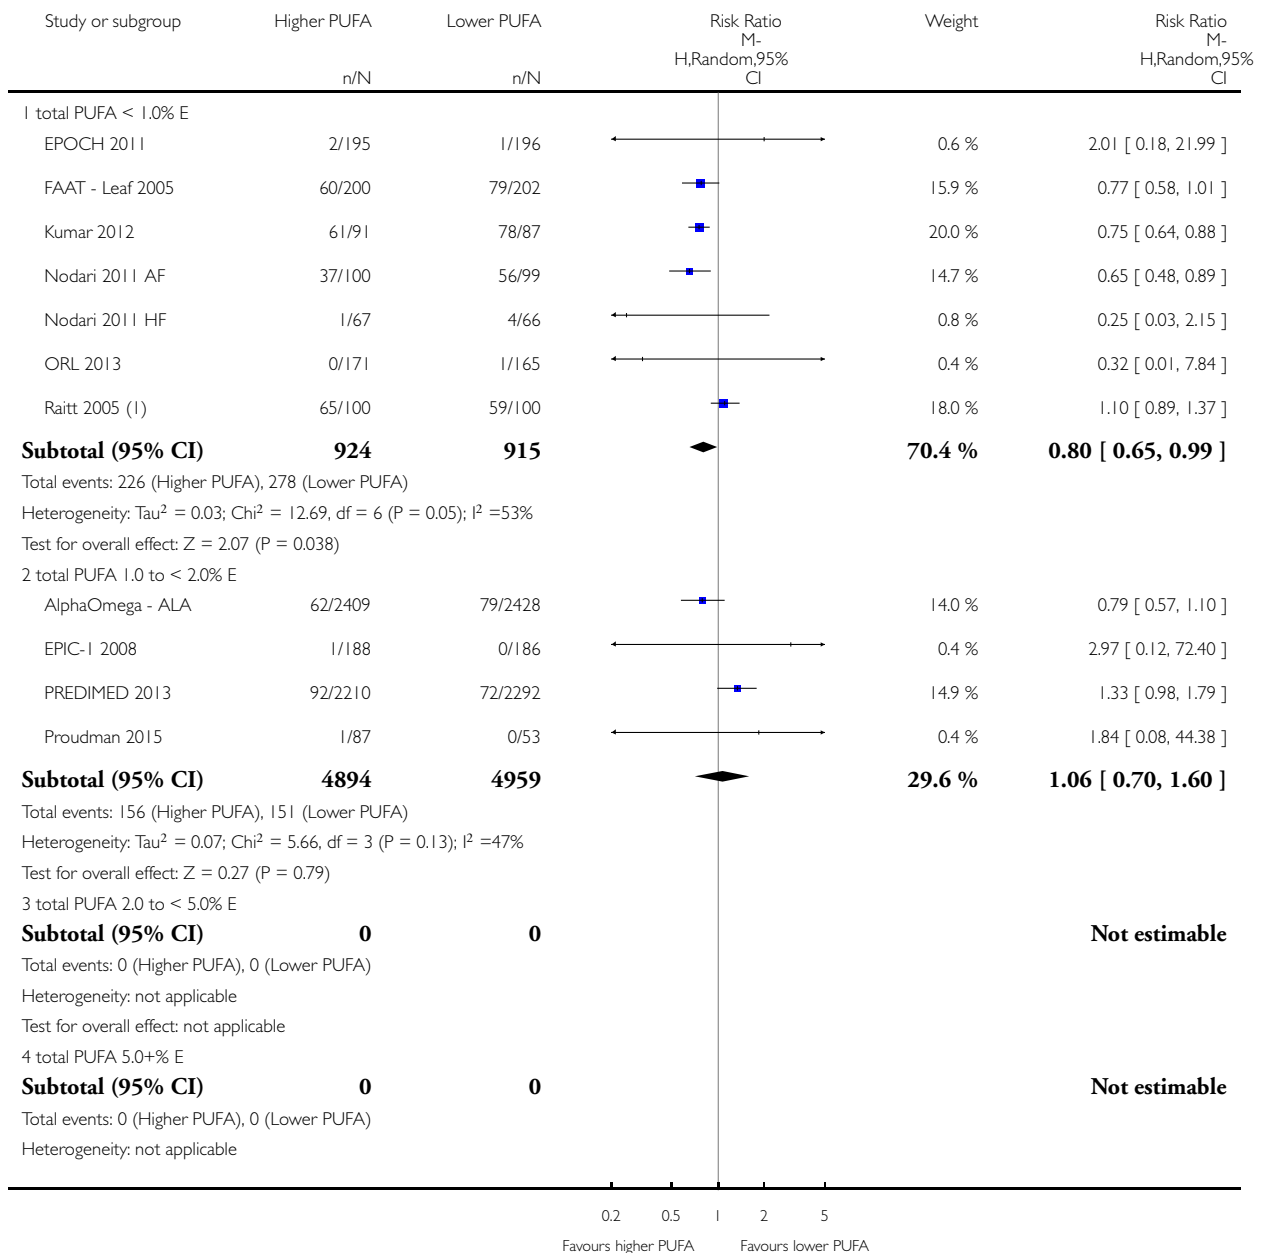 Study or subgroup Higher PUFA Lower PUFA Risk Ratio Weight Risk Ratio
M- M-
H,Random,95% H,Random,95%
n/N n/N CI CI
1 total PUFA < 1.0% E
EPOCH 2011 2/195 1/196 0.6 % 2.01 [ 0.18, 21.99 ]
FAAT - Leaf 2005 60/200 79/202 15.9 % 0.77 [ 0.58, 1.01 ]
Kumar 2012 61/91 78/87 20.0 % 0.75 [ 0.64, 0.88 ]
Nodari 2011 AF 37/100 56/99 14.7 % 0.65 [ 0.48, 0.89 ]
Nodari 2011 HF 1/67 4/66 0.8 % 0.25 [ 0.03, 2.15 ]
ORL 2013 0/171 1/165 0.4 % 0.32 [ 0.01, 7.84 ]
Raitt 2005 (1) 65/100 59/100 18.0 % 1.10 [ 0.89, 1.37 ]
Subtotal (95% CI) 924 915 70.4 % 0.80 [ 0.65, 0.99 ]
Total events: 226 (Higher PUFA), 278 (Lower PUFA)
Heterogeneity: Tau² = 0.03; Chi² = 12.69, df = 6 (P = 0.05); I² =53%
Test for overall effect: Z = 2.07 (P = 0.038)
2 total PUFA 1.0 to < 2.0% E
AlphaOmega - ALA 62/2409 79/2428 14.0 % 0.79 [ 0.57, 1.10 ]
EPIC-1 2008 1/188 0/186 0.4 % 2.97 [ 0.12, 72.40 ]
PREDIMED 2013 92/2210 72/2292 14.9 % 1.33 [ 0.98, 1.79 ]
Proudman 2015 1/87 0/53 0.4 % 1.84 [ 0.08, 44.38 ]
Subtotal (95% CI) 4894 4959 29.6 % 1.06 [ 0.70, 1.60 ]
Total events: 156 (Higher PUFA), 151 (Lower PUFA)
Heterogeneity: Tau² = 0.07; Chi² = 5.66, df = 3 (P = 0.13); I² =47%
Test for overall effect: Z = 0.27 (P = 0.79)
3 total PUFA 2.0 to < 5.0% E
Subtotal (95% CI) 0 0 Not estimable
Total events: 0 (Higher PUFA), 0 (Lower PUFA)
Heterogeneity: not applicable
Test for overall effect: not applicable
4 total PUFA 5.0+% E
Subtotal (95% CI) 0 0 Not estimable
Total events: 0 (Higher PUFA), 0 (Lower PUFA)
Heterogeneity: not applicable
0.2 0.5 1 2 5
Favours higher PUFA Favours lower PUFA